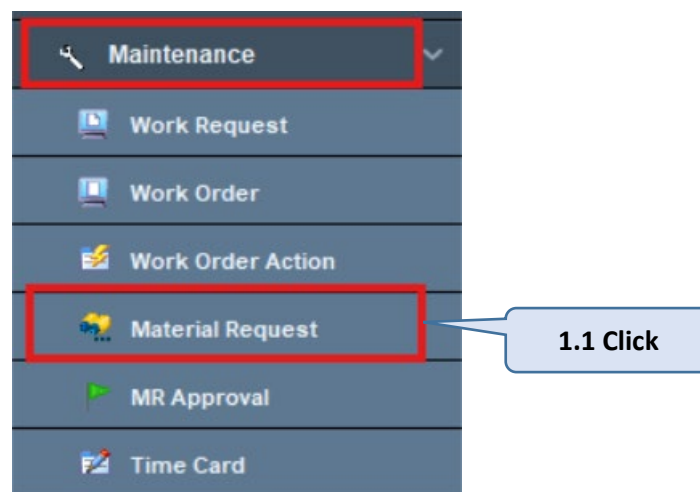 Maintenance
Work Request
Work Order
Work Order Action
Material Request
1.1 Click
MR Approval
Time Card